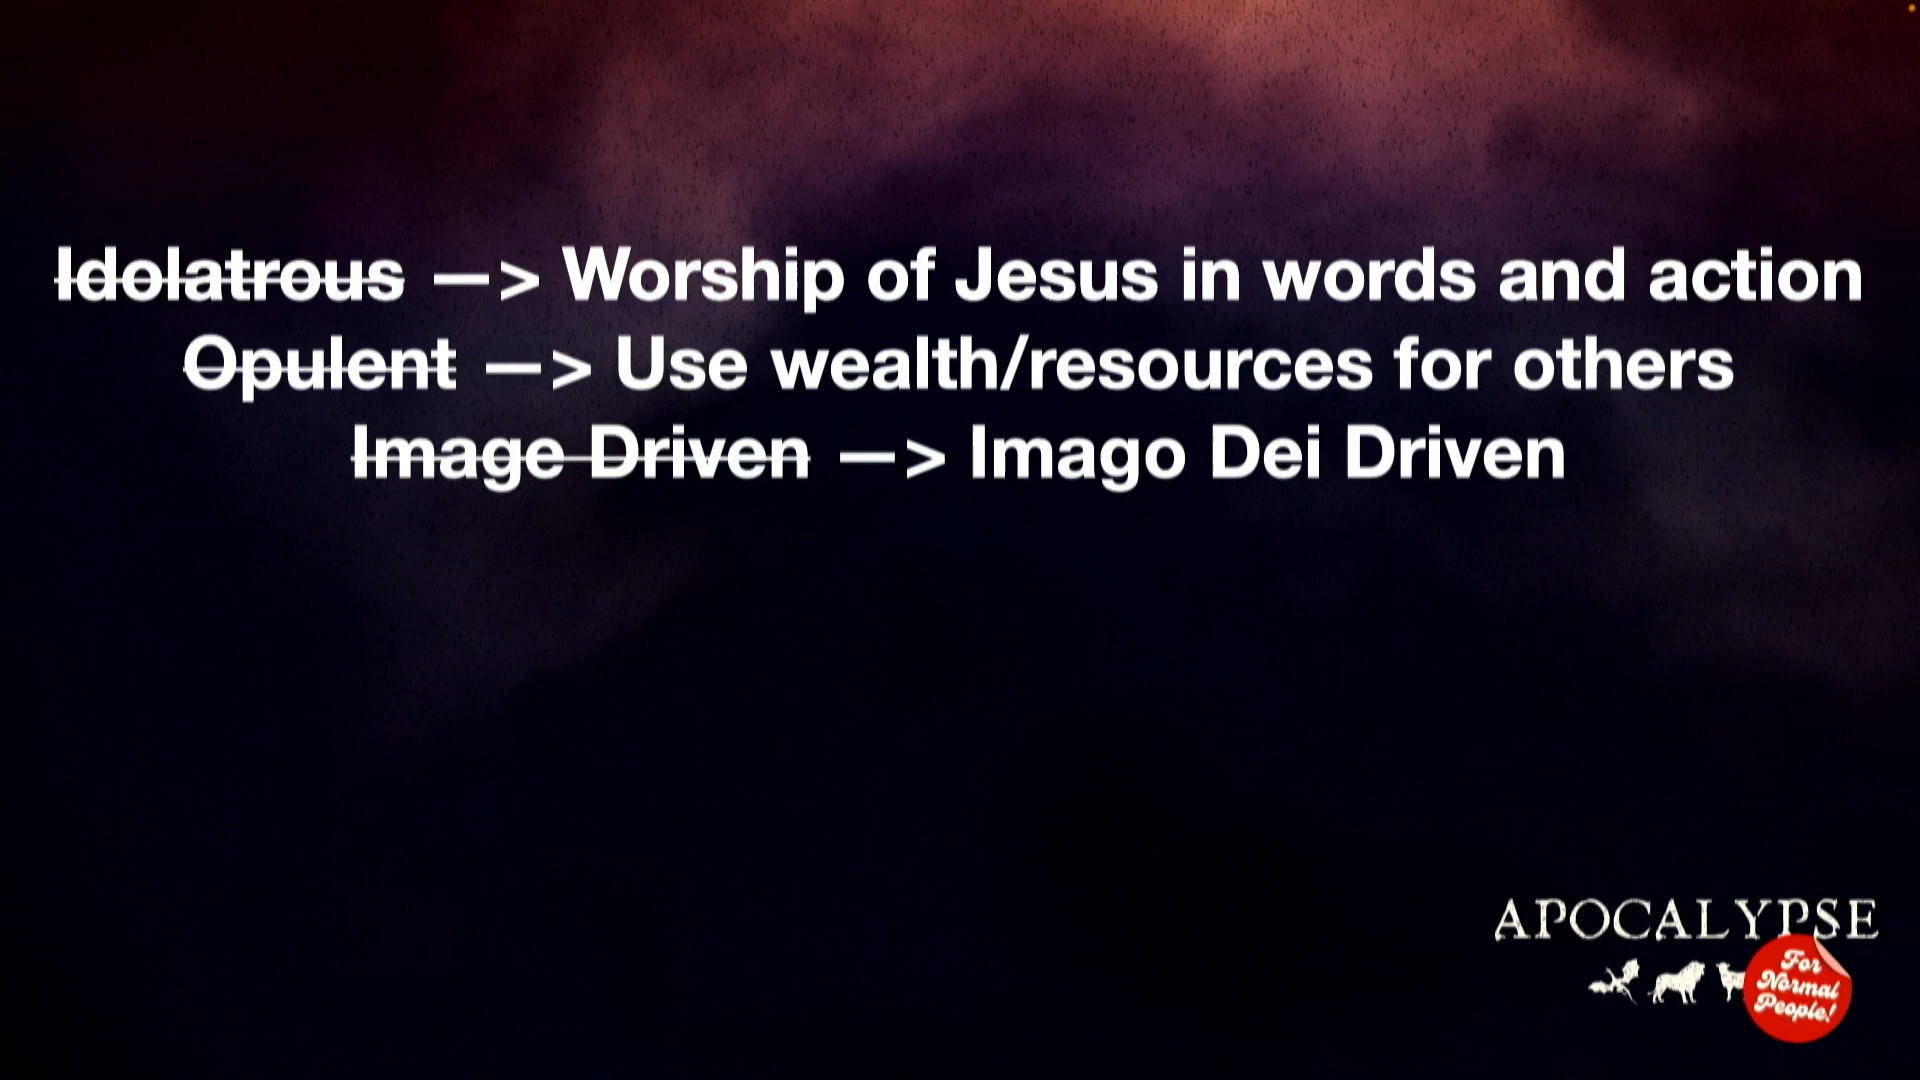 Idolatrous —> Worship of Jesus in words and action
Opulent —> Use wealth/resources for others
Image Driven —> Imago Dei Driven
APOCALYPSE
For
Normal
People!